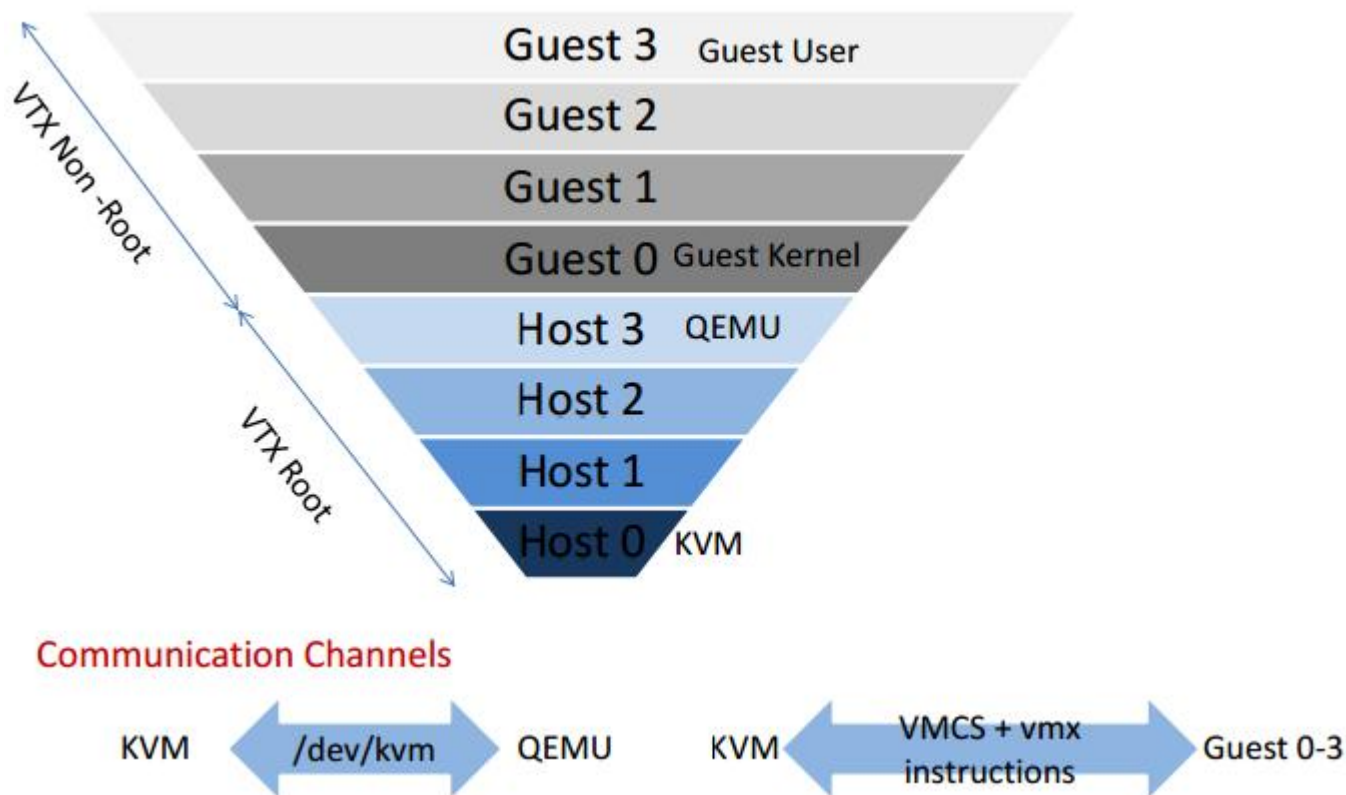 Guest 3 Guest User
Guest 2
Guest 1
Guest 0 Guest Kernel
Host 3 QEMU
Host 2
Host 1
Host 0 KVM
VTX Non -Root
VTX Root
Communication Channels
KVM /dev/kvm QEMU
KVM VMCS + vmx
instructions Guest 0-3